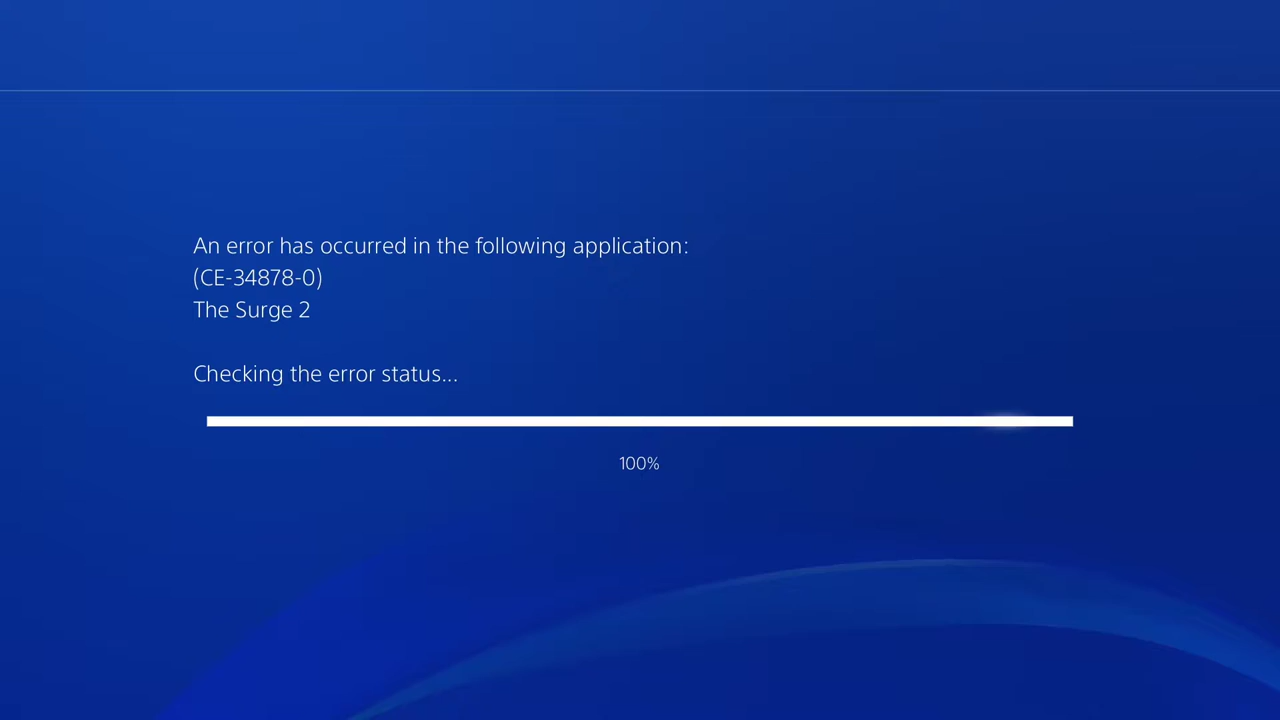 An error has occurred in the following application:
(CE-34878-0)
The Surge 2
Checking the error status...
100%